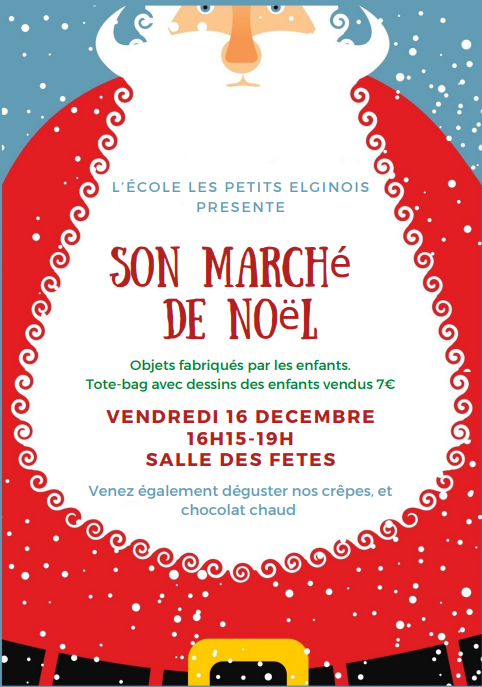 L'ÉCOLE LES PETITS ELGINOIS
PRESENTE
SON MARCHé
DE NOëL
Objets fabriqués par les enfants.
Tote-bag avec dessins des enfants vendus 7€
VENDREDI 16 DECEMBRE
16H15-19H
SALLE DES FETES
Venez également déguster nos crêpes, et
chocolat chaud